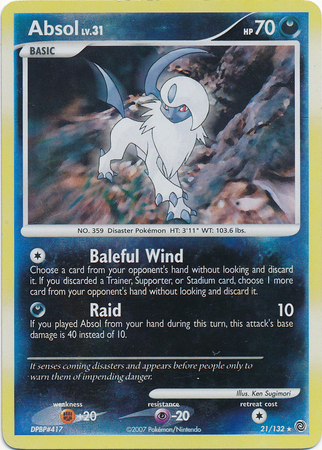 Absol LV.31 HP 70
BASIC
NO. 359 Disaster Pokémon HT: 3'11" WT: 103.6 lbs.
Baleful Wind
Choose a card from your opponent's hand without looking and discard
it. If you discarded a Trainer, Supporter, or Stadium card, choose 1 more
card from your opponent's hand without looking and discard it.
Raid 10
If you played Absol from your hand during this turn, this attack's base
damage is 40 instead of 10.
It senses coming disasters and appears before people only to
warn them of impending danger.
weakness resistance retreat cost
+20 -20
Illus. Ken Sugimori
DPBP#417 ©2007 Pokémon/Nintendo 21/132 ★